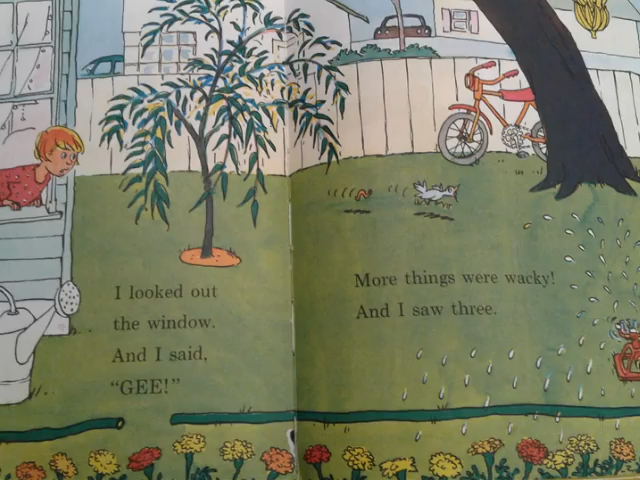 I looked out
the window.
And I said,
“GEE!”
More things were wacky!
And I saw three.